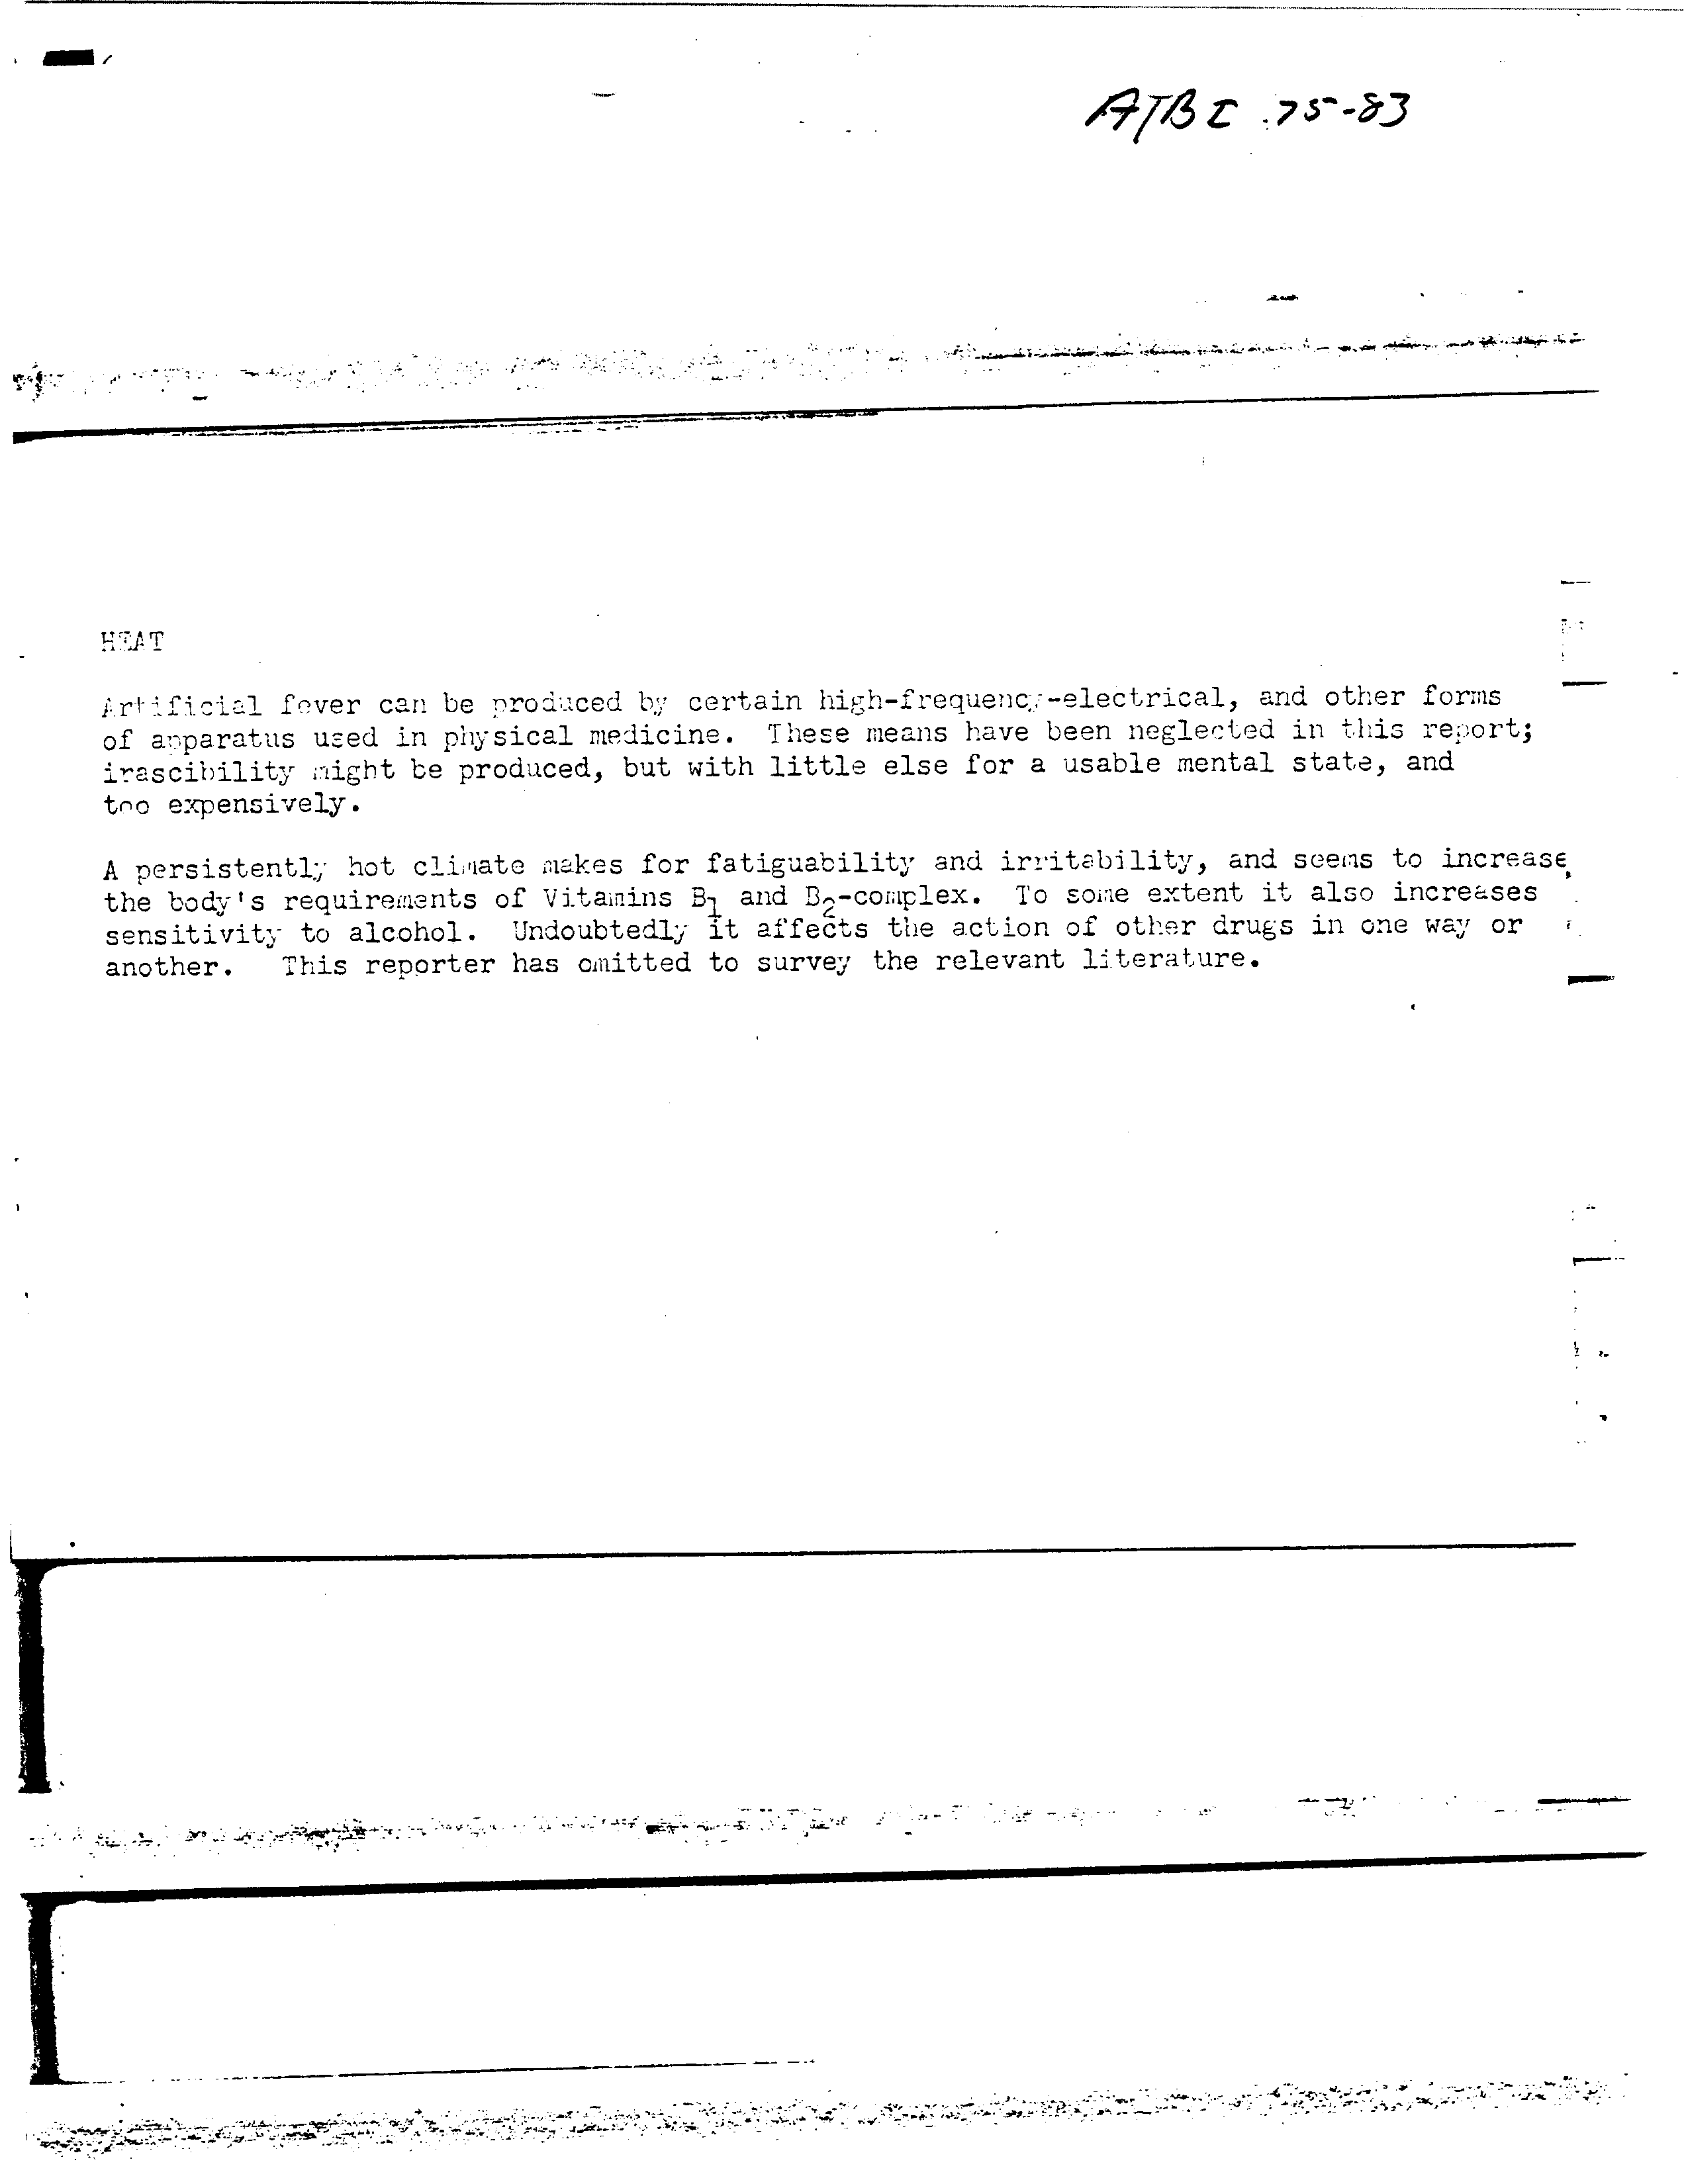 A/B I 75-83
HEAT
Artificial fever can be produced by certain high-frequency-electrical, and other forms
of apparatus used in physical medicine. These means have been neglected in this report;
irascibility might be produced, but with little else for a usable mental state, and
too expensively.
A persistently hot climate makes for fatiguability and irritability, and seems to increase
the body's requirements of Vitamins B1 and B2-complex. To some extent it also increases
sensitivity to alcohol. Undoubtedly it affects the action of other drugs in one way or
another. This reporter has omitted to survey the relevant literature.